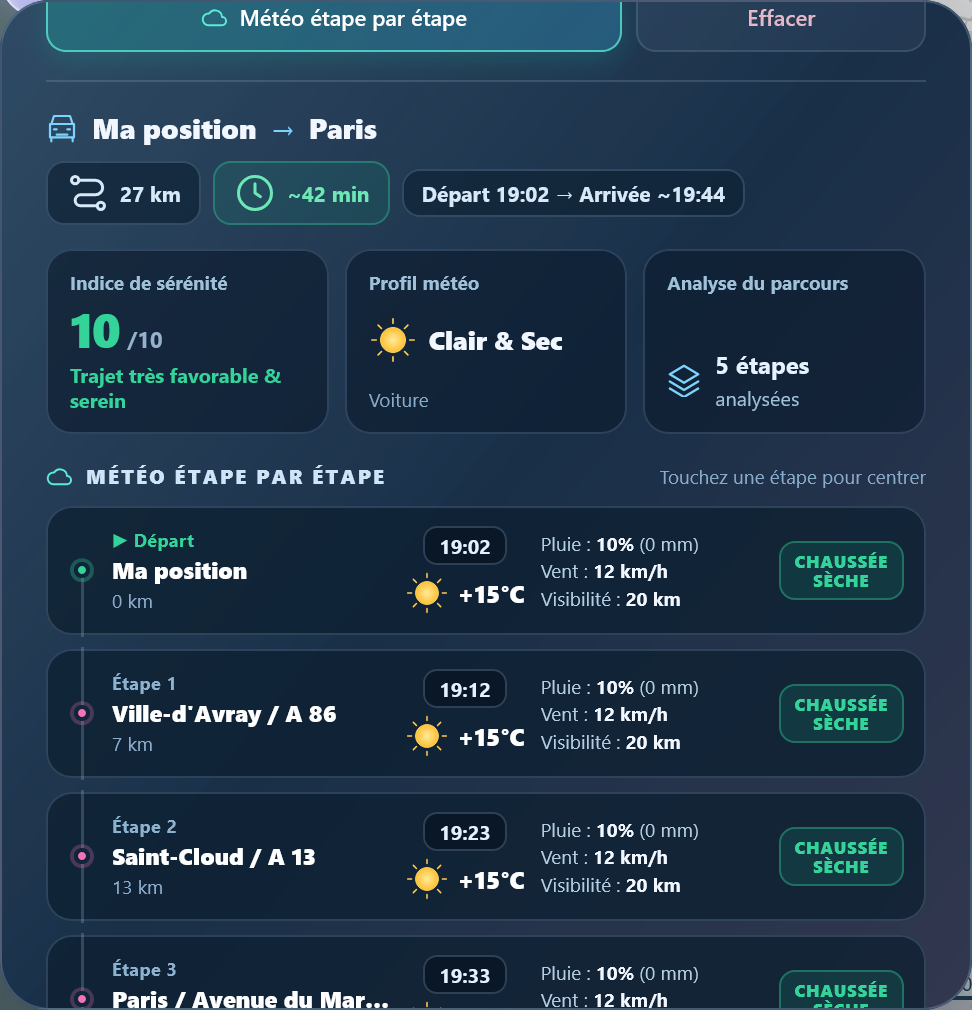 Météo étape par étape
Effacer
Ma position → Paris
27 km
~42 min
Départ 19:02 → Arrivée ~19:44
Indice de sérénité
10 /10
Trajet très favorable &
serein
Profil météo
Clair & Sec
Voiture
Analyse du parcours
5 étapes
analysées
MÉTÉO ÉTAPE PAR ÉTAPE
Touchez une étape pour centrer
▶ Départ
Ma position
0 km
19:02
+15°C
Pluie : 10% (0 mm)
Vent : 12 km/h
Visibilité : 20 km
CHAUSSÉE
SÈCHE
Étape 1
Ville-d'Avray / A 86
7 km
19:12
+15°C
Pluie : 10% (0 mm)
Vent : 12 km/h
Visibilité : 20 km
CHAUSSÉE
SÈCHE
Étape 2
Saint-Cloud / A 13
13 km
19:23
+15°C
Pluie : 10% (0 mm)
Vent : 12 km/h
Visibilité : 20 km
CHAUSSÉE
SÈCHE
Étape 3
Paris / Avenue du Mar...
19:33
Pluie : 10% (0 mm)
Vent : 12 km/h
CHAUSSÉE
SÈCHE